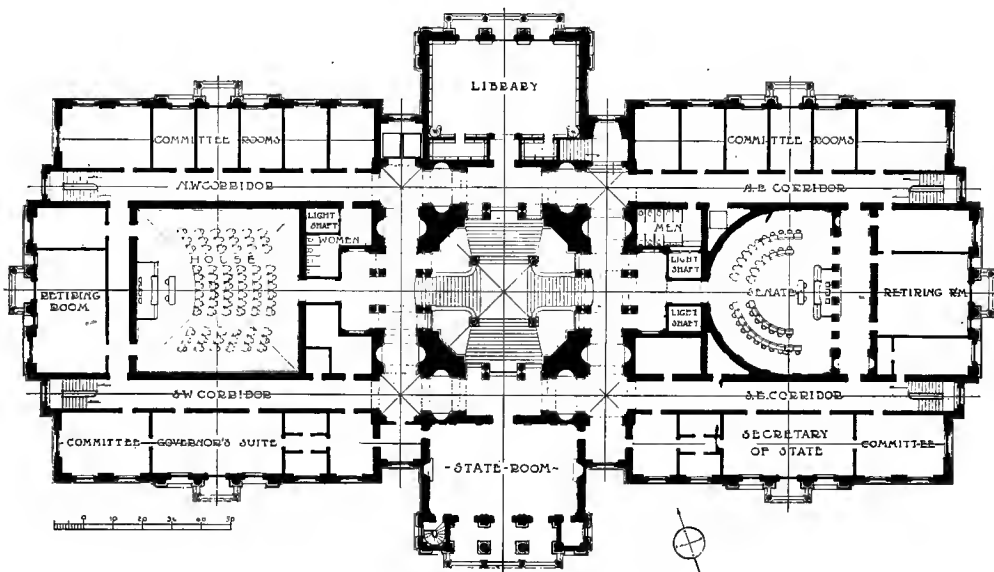 LIBRARY
COMMITTEE ROOMS
COMMITTEE ROOMS
N.W CORRIDOR
N.E CORRIDOR
LIGHT
SHAFT
WOMEN
MEN
HOUSE
LIGHT
SHAFT
SENATE
RETIRING
ROOM
RETIRING RM
LIGHT
SHAFT
S.W CORRIDOR
S.E. CORRIDOR
COMMITTEE
GOVERNOR'S SUITE
SECRETARY
OF STATE
COMMITTEE
-STATE-ROOM-
0 10 20 30 40 50